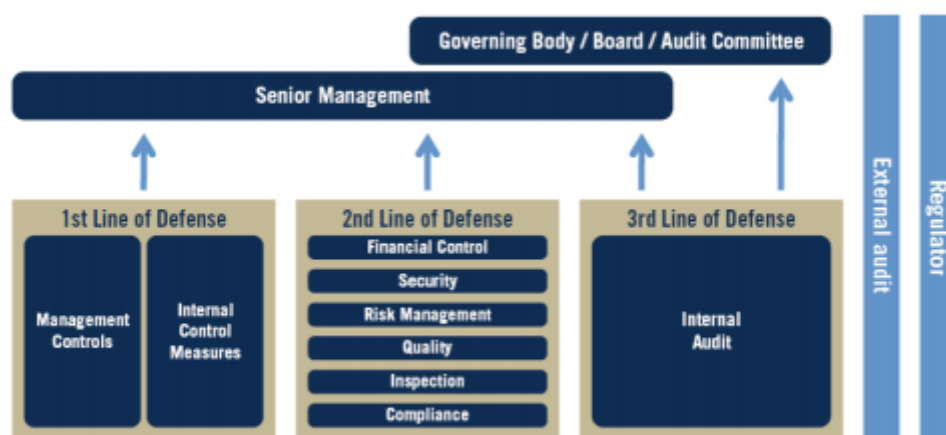 Governing Body / Board / Audit Committee
Senior Management
1st Line of Defense
Management
Controls
Internal
Control
Measures
2nd Line of Defense
Financial Control
Security
Risk Management
Quality
Inspection
Compliance
3rd Line of Defense
Internal
Audit
External audit
Regulator